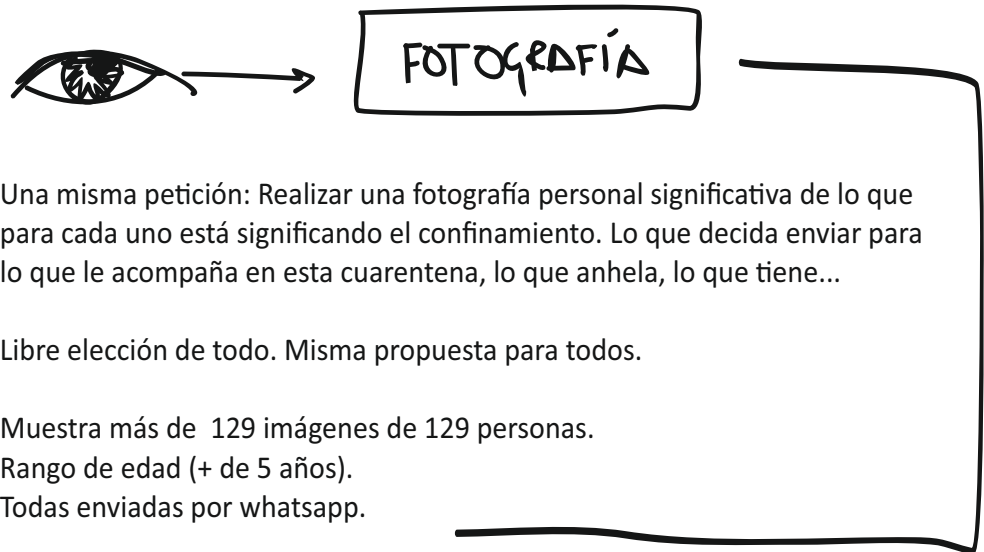 FOTOGRAFÍA
Una misma petición: Realizar una fotografía personal significativa de lo que
para cada uno está significando el confinamiento. Lo que decida enviar para
lo que le acompaña en esta cuarentena, lo que anhela, lo que tiene...
Libre elección de todo. Misma propuesta para todos.
Muestra más de 129 imágenes de 129 personas.
Rango de edad (+ de 5 años).
Todas enviadas por whatsapp.